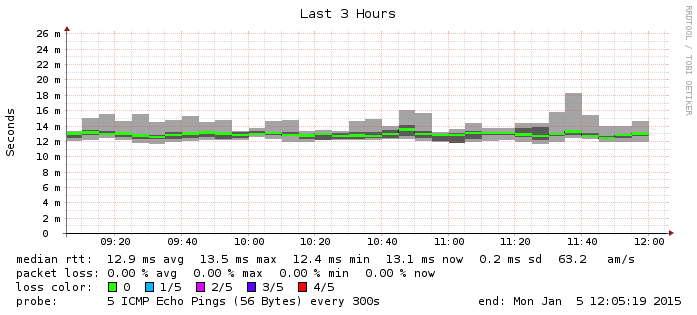 Last 3 Hours
RRDTOOL / TOBI OETIKER
Seconds
26 m
24 m
22 m
20 m
18 m
16 m
14 m
12 m
10 m
8 m
6 m
4 m
2 m
0
09:20 09:40 10:00 10:20 10:40 11:00 11:20 11:40 12:00
median rtt: 12.9 ms avg 13.5 ms max 12.4 ms min 13.1 ms now 0.2 ms sd 63.2 am/s
packet loss: 0.00 % avg 0.00 % max 0.00 % min 0.00 % now
loss color: 0 1/5 2/5 3/5 4/5
probe: 5 ICMP Echo Pings (56 Bytes) every 300s end: Mon Jan 5 12:05:19 2015